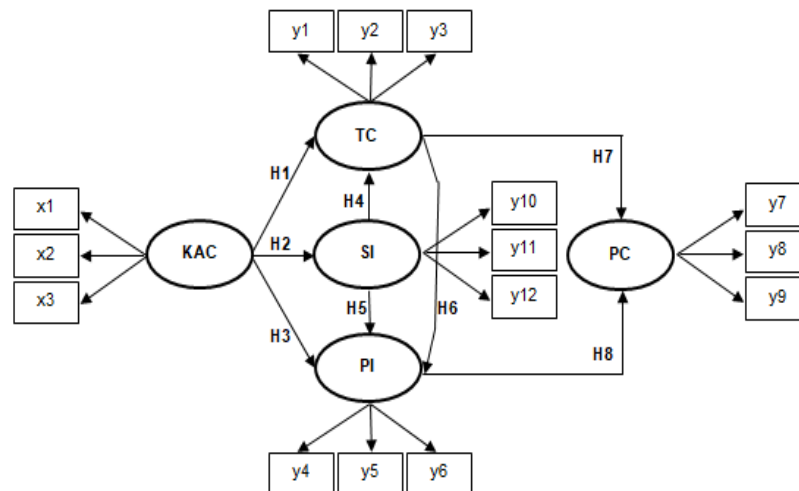 y1 y2 y3
TC
H1
H7
H4
x1
y10
y7
x2
KAC
H2
SI
y11
PC
y8
x3
y12
y9
H5
H6
H3
PI
H8
y4 y5 y6